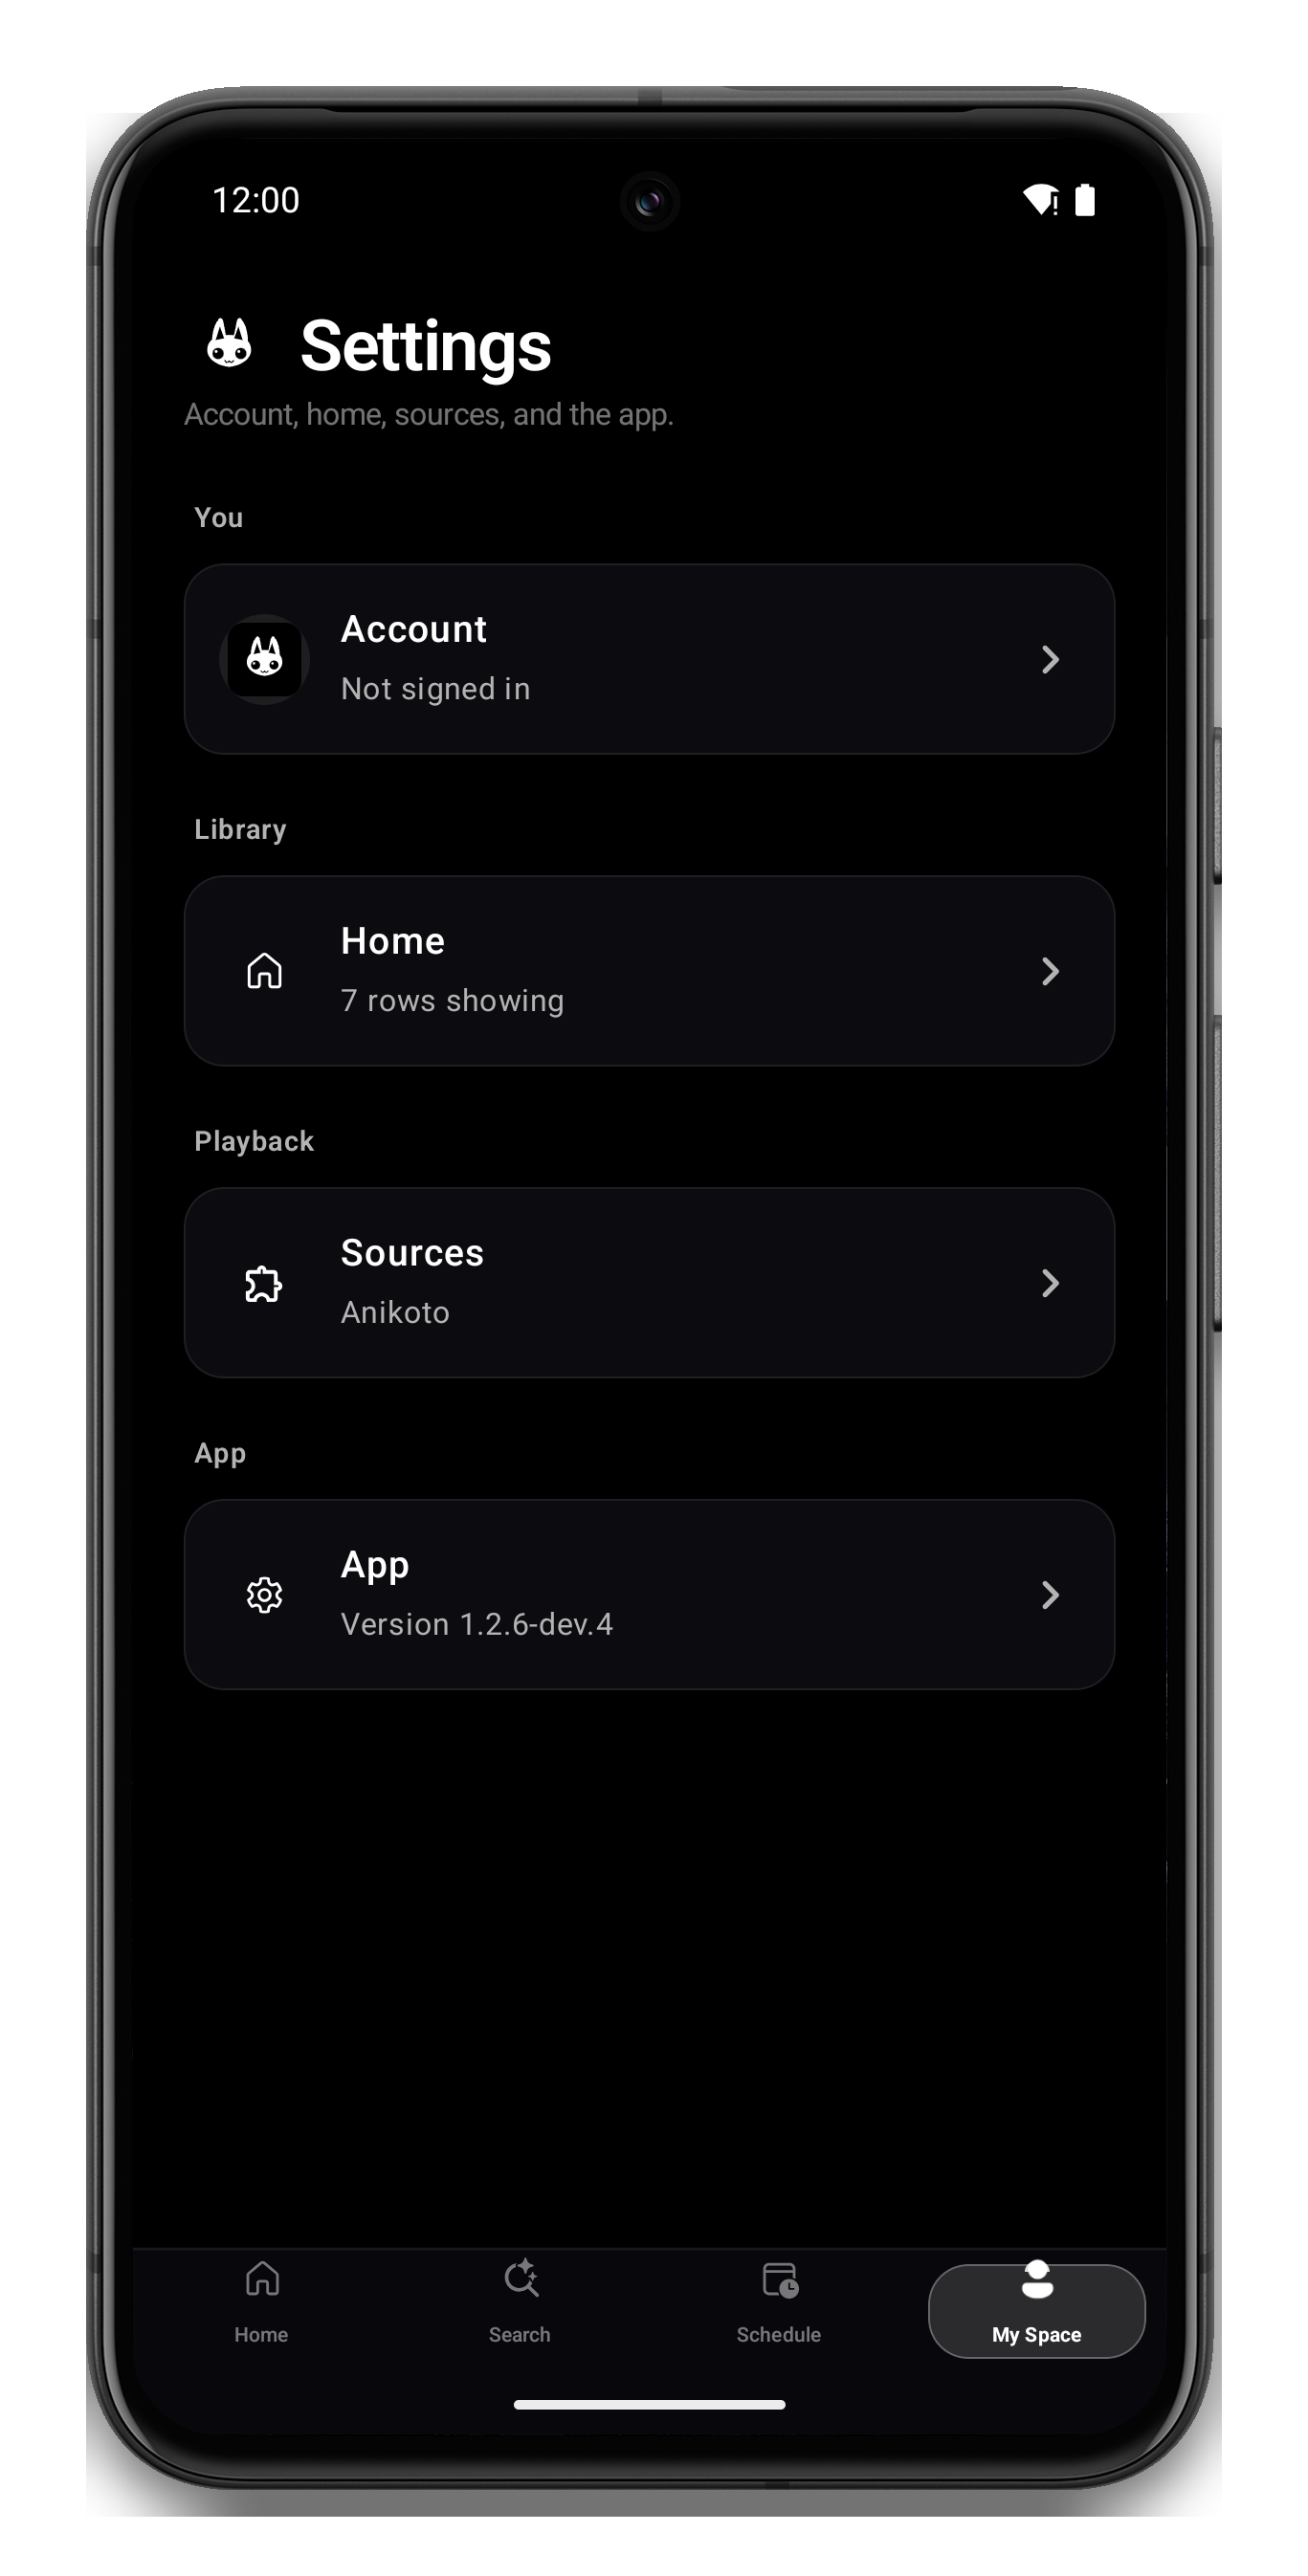 12:00
Settings
Account, home, sources, and the app.
You
Account
Not signed in
Library
Home
7 rows showing
Playback
Sources
Anikoto
App
App
Version 1.2.6-dev.4
Home
Search
Schedule
My Space